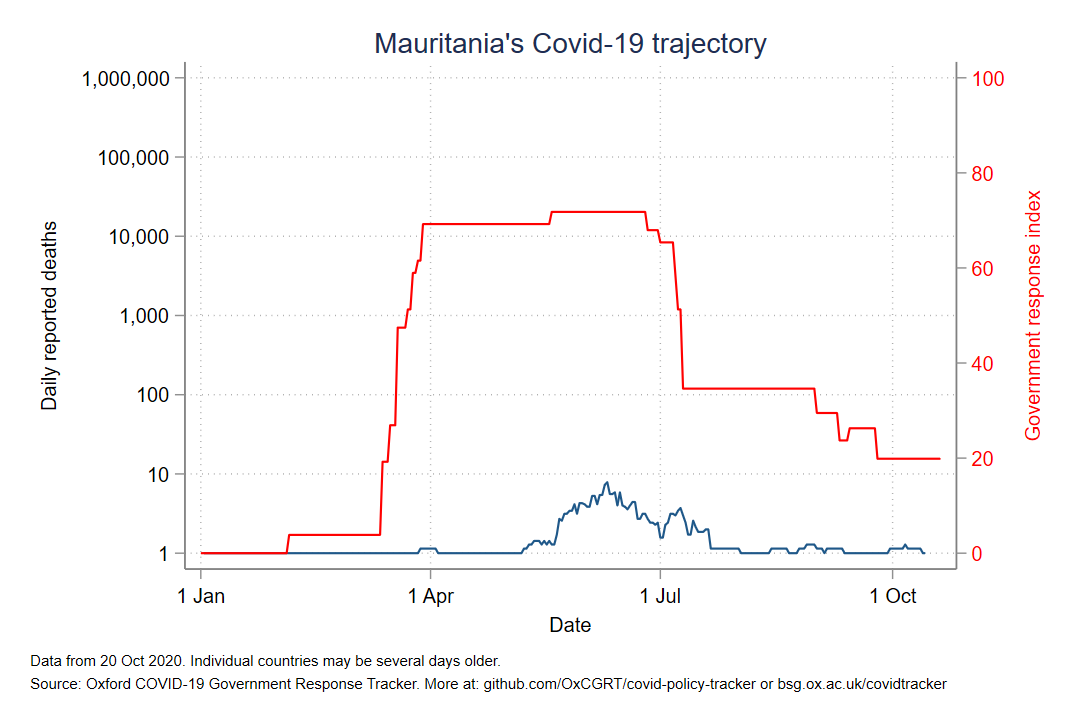 Mauritania's Covid-19 trajectory
1,000,000
100,000
10,000
1,000
100
10
1
Daily reported deaths
100
80
60
40
20
0
Government response index
1 Jan
1 Apr
1 Jul
1 Oct
Date
Data from 20 Oct 2020. Individual countries may be several days older.
Source: Oxford COVID-19 Government Response Tracker. More at: github.com/OxCGRT/covid-policy-tracker or bsg.ox.ac.uk/covidtracker